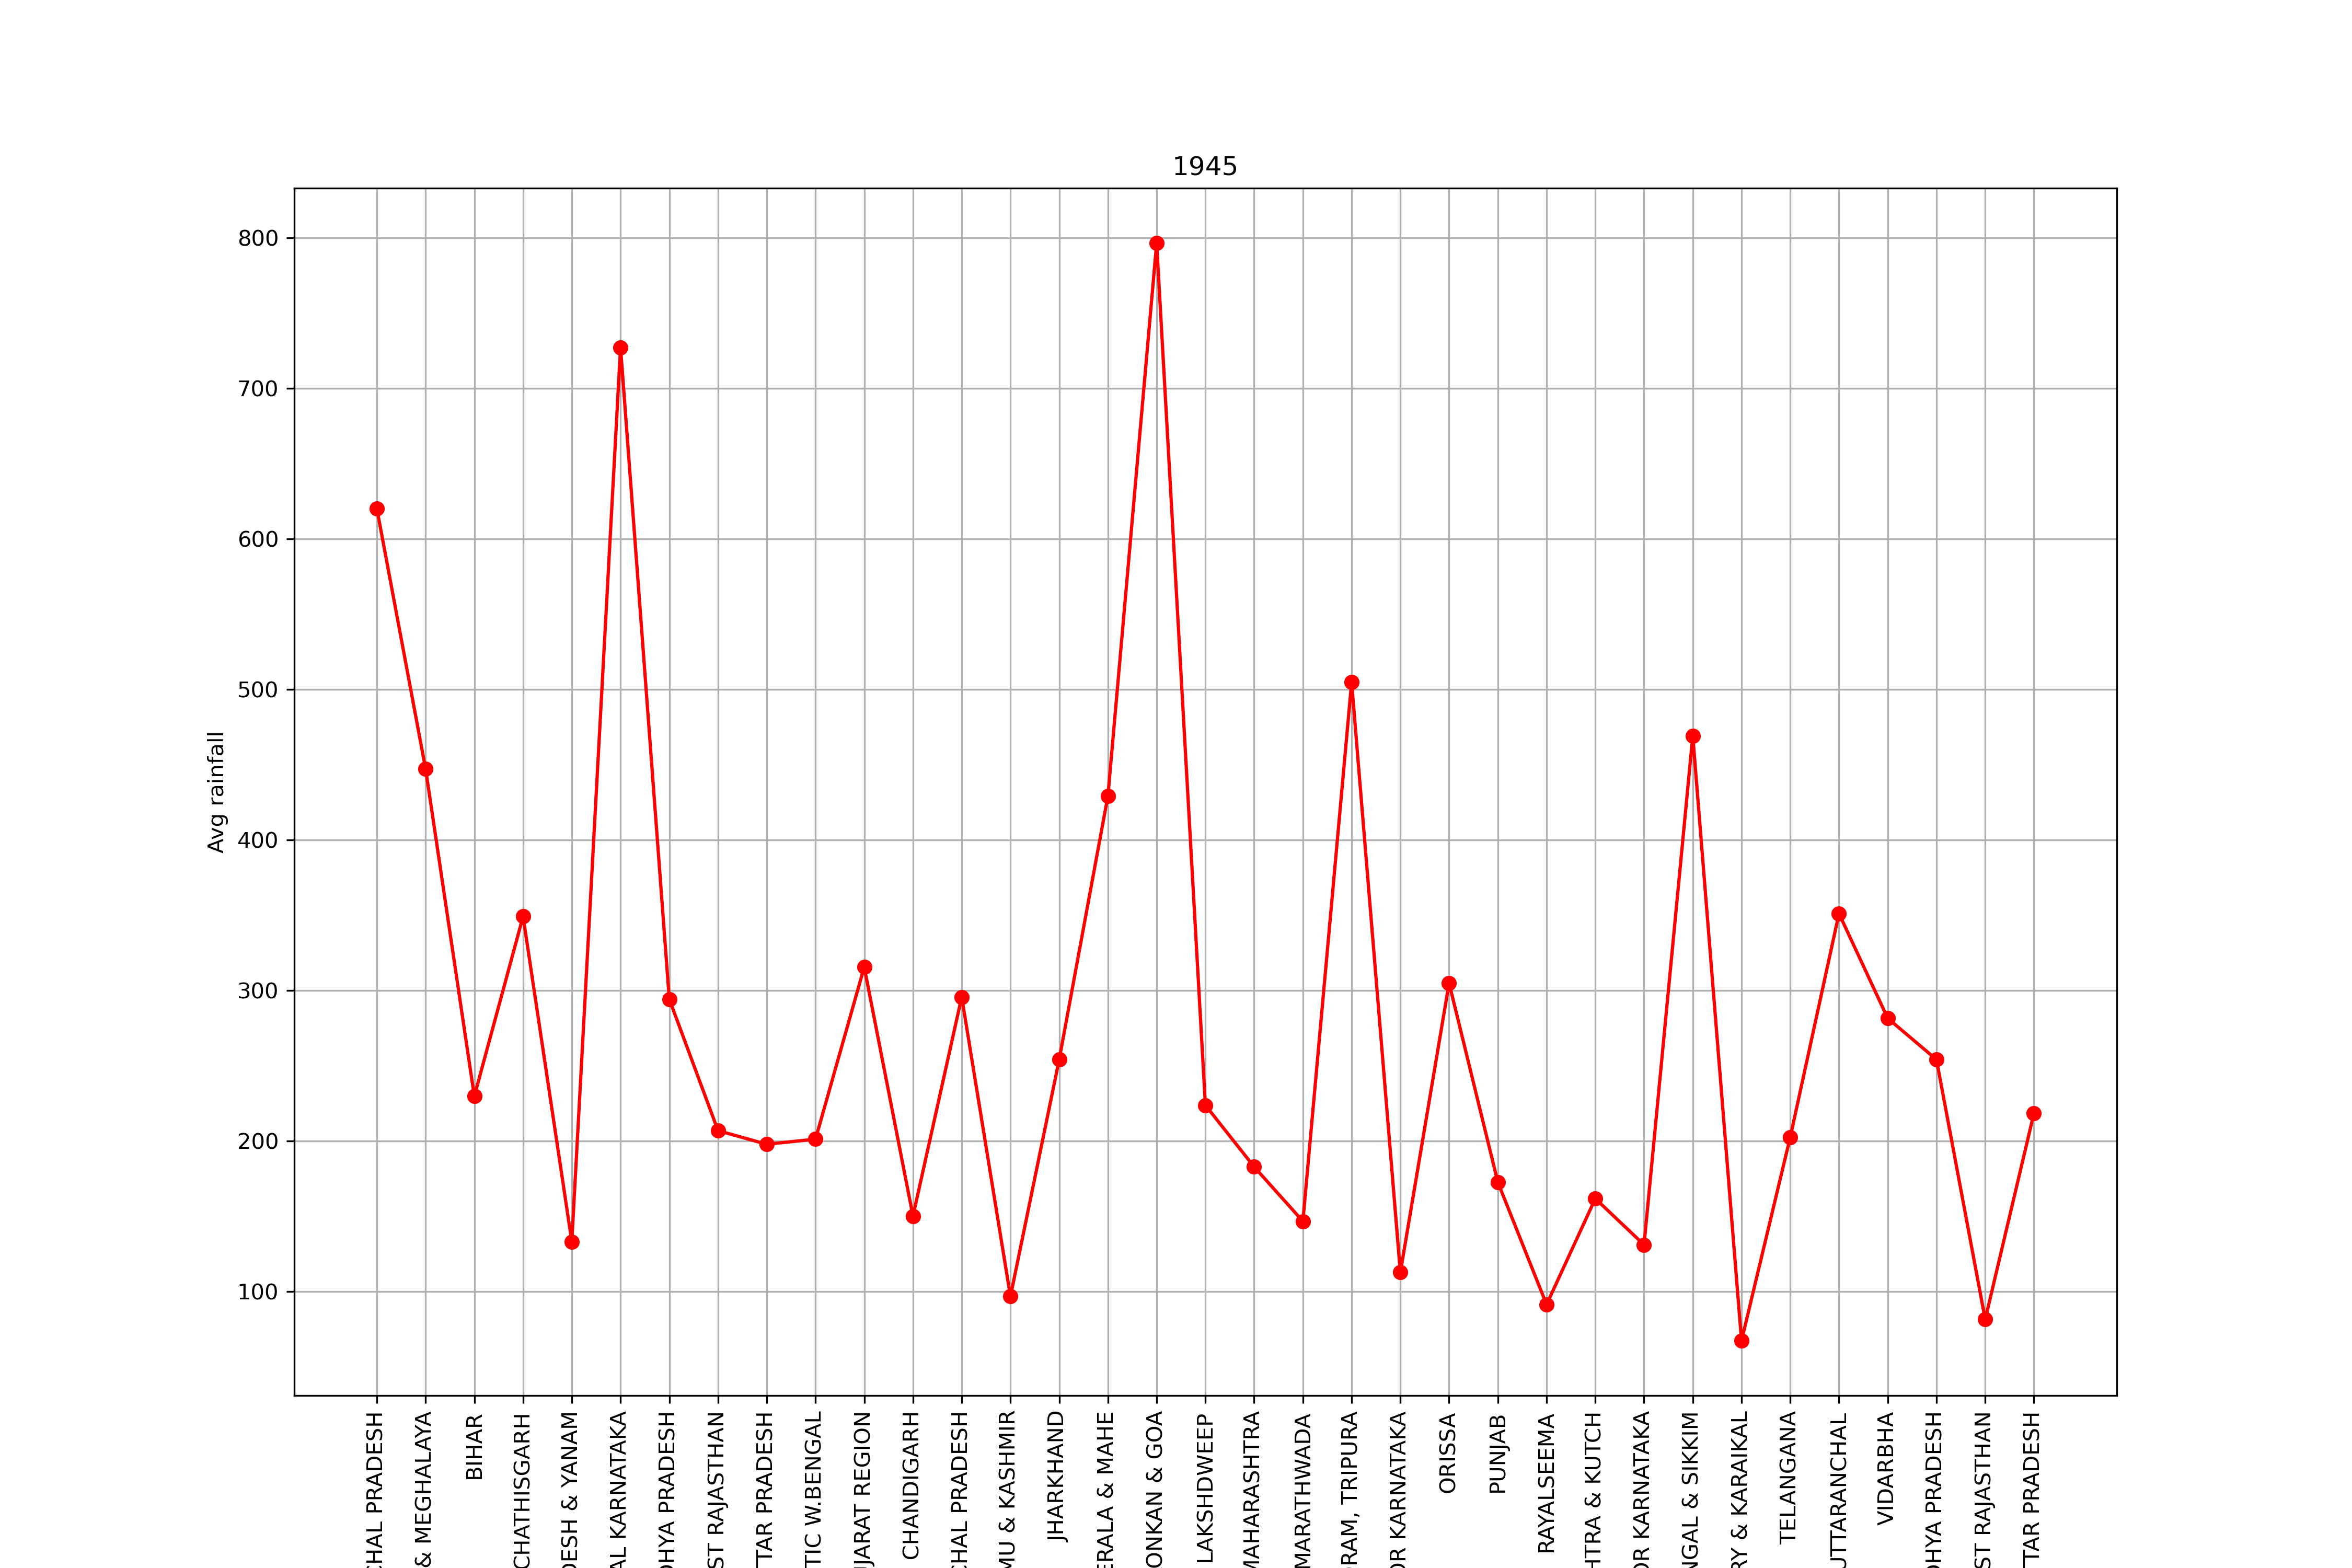 1945
Avg rainfall
800
700
600
500
400
300
200
100
CHAL PRADESH
& MEGHALAYA
BIHAR
CHATHISGARH
DESH & YANAM
AL KARNATAKA
DHYA PRADESH
ST RAJASTHAN
TTAR PRADESH
TIC W.BENGAL
JARAT REGION
CHANDIGARH
CHAL PRADESH
MU & KASHMIR
JHARKHAND
ERALA & MAHE
ONKAN & GOA
LAKSHDWEEP
MAHARASHTRA
MARATHWADA
RAM, TRIPURA
OR KARNATAKA
ORISSA
PUNJAB
RAYALSEEMA
HTRA & KUTCH
OR KARNATAKA
NGAL & SIKKIM
RY & KARAIKAL
TELANGANA
UTTARANCHAL
VIDARBHA
DHYA PRADESH
ST RAJASTHAN
TTAR PRADESH